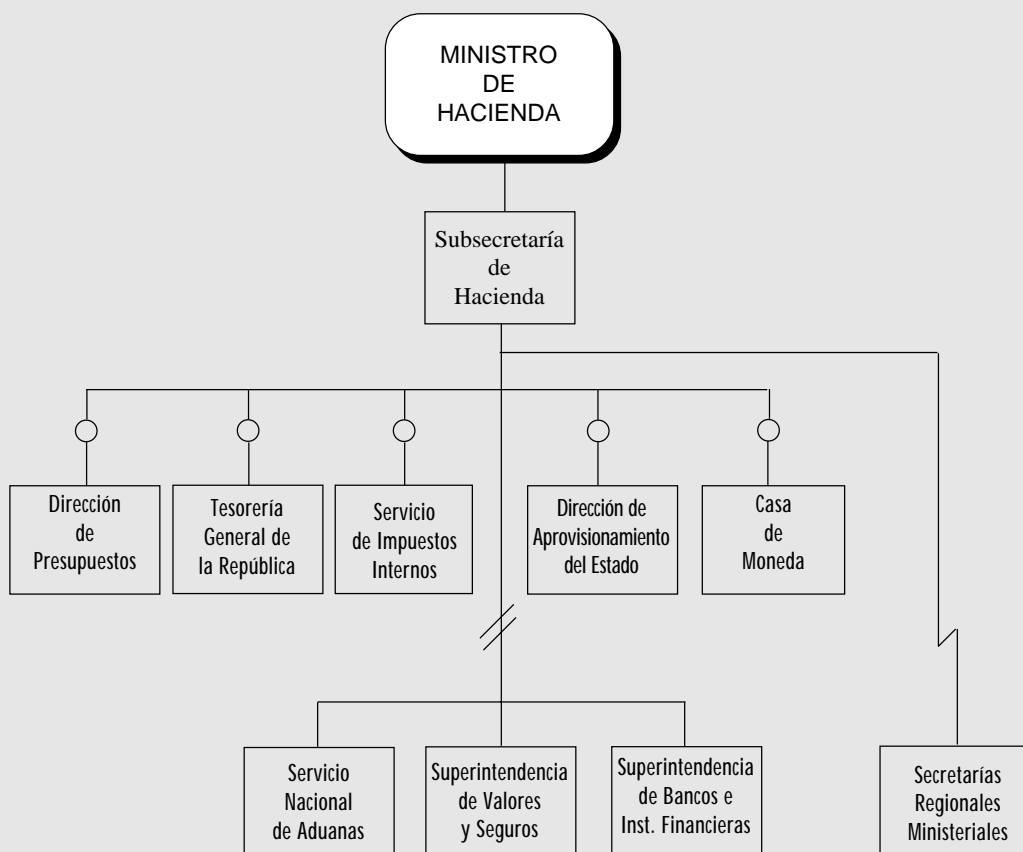 MINISTRO
DE
HACIENDA
Subsecretaría
de
Hacienda
Dirección
de
Presupuestos
Tesorería
General de
la República
Servicio
de Impuestos
Internos
Dirección de
Aprovisionamiento
del Estado
Casa
de
Moneda
Servicio
Nacional
de Aduanas
Superintendencia
de Valores
y Seguros
Superintendencia
de Bancos e
Inst. Financieras
Secretarías
Regionales
Ministeriales